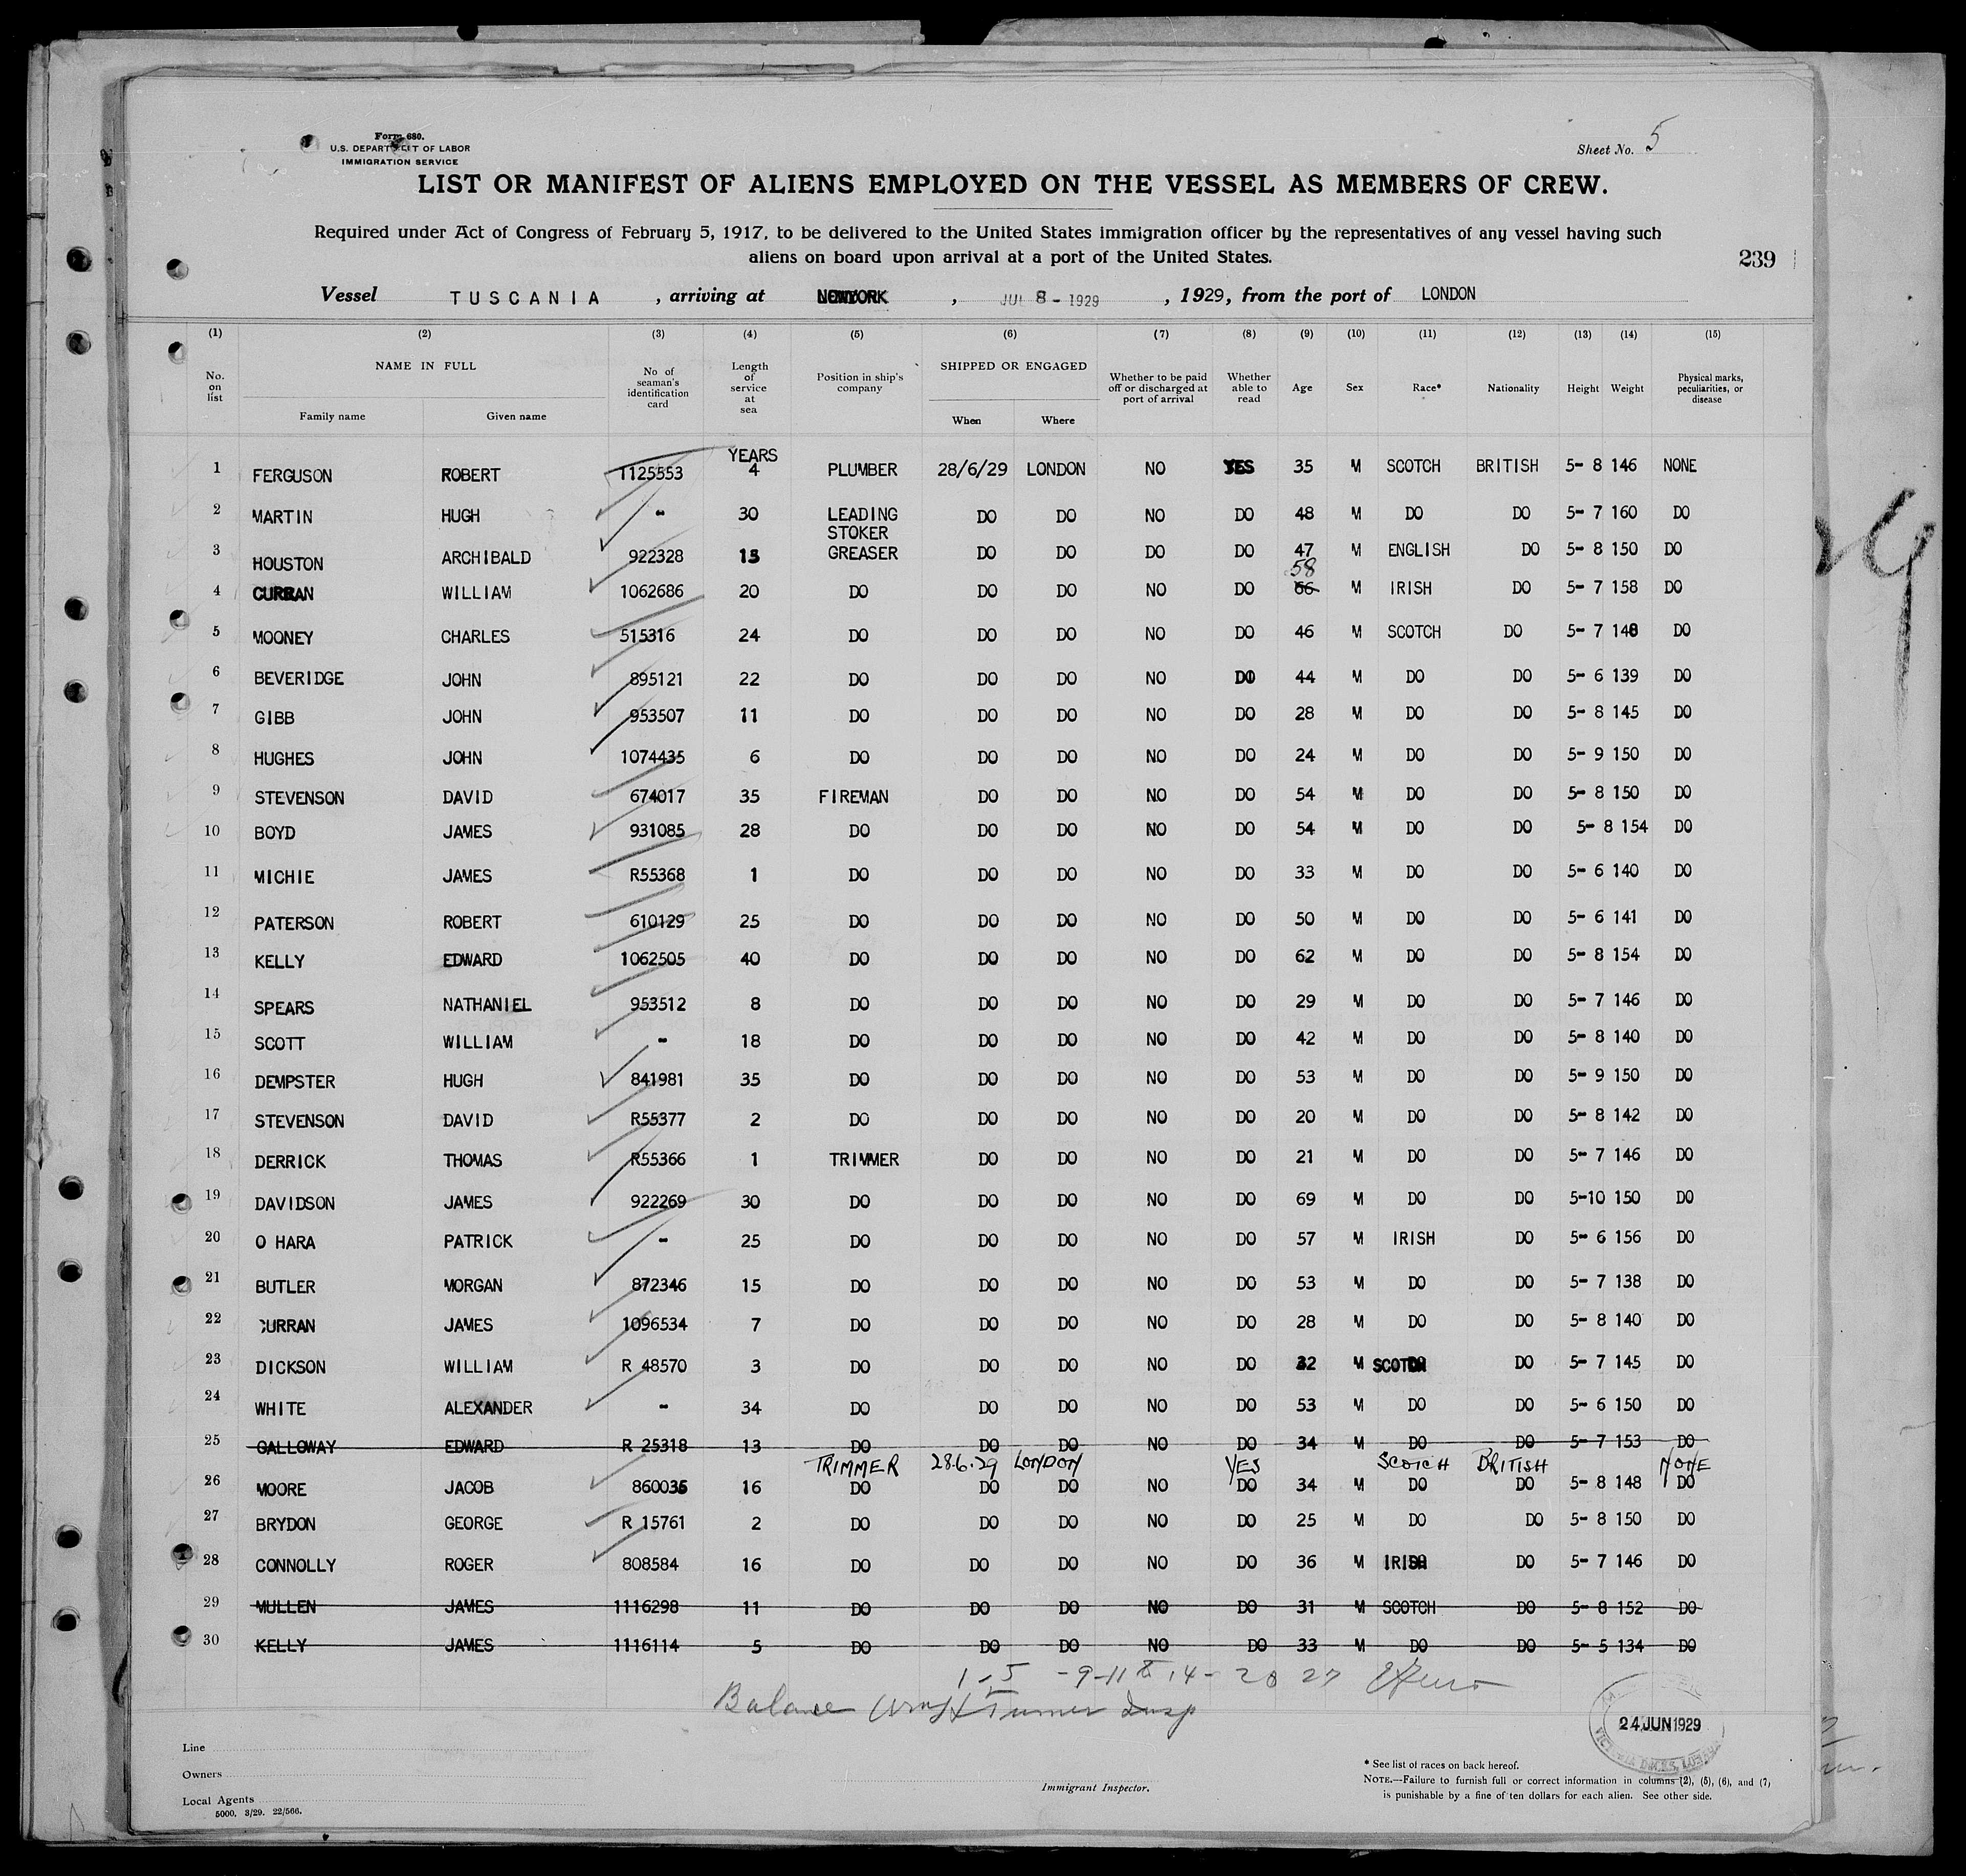 Form 680.
U.S. DEPARTMENT OF LABOR
IMMIGRATION SERVICE
Sheet No. 5
LIST OR MANIFEST OF ALIENS EMPLOYED ON THE VESSEL AS MEMBERS OF CREW.
Required under Act of Congress of February 5, 1917, to be delivered to the United States immigration officer by the representatives of any vessel having such
aliens on board upon arrival at a port of the United States.
239
Vessel TUSCANIA, arriving at NEWYORK, JUL 8 - 1929, 1929, from the port of LONDON
(1) (2) (3) (4) (5) (6) (7) (8) (9) (10) (11) (12) (13) (14) (15)
No. on list NAME IN FULL Family name Given name No of seaman's identification card Length of service at sea Position in ship's company SHIPPED OR ENGAGED When Where Whether to be paid off or discharged at port of arrival Whether able to read Age Sex Race* Nationality Height Weight Physical marks, peculiarities, or disease
YEARS
1 FERGUSON ROBERT 1125553 4 PLUMBER 28/6/29 LONDON NO YES 35 M SCOTCH BRITISH 5- 8 146 NONE
2 MARTIN HUGH - 30 LEADING STOKER DO DO NO DO 48 M DO DO 5- 7 160 DO
3 HOUSTON ARCHIBALD 922328 15 GREASER DO DO DO DO 47 M ENGLISH DO 5- 8 150 DO
58
4 CURRAN WILLIAM 1062686 20 DO DO DO NO DO 66 M IRISH DO 5- 7 158 DO
5 MOONEY CHARLES 515316 24 DO DO DO NO DO 46 M SCOTCH DO 5- 7 148 DO
6 BEVERIDGE JOHN 895121 22 DO DO DO NO DO 44 M DO DO 5- 6 139 DO
7 GIBB JOHN 953507 11 DO DO DO NO DO 28 M DO DO 5- 8 145 DO
8 HUGHES JOHN 1074435 6 DO DO DO NO DO 24 M DO DO 5- 9 150 DO
9 STEVENSON DAVID 674017 35 FIREMAN DO DO NO DO 54 M DO DO 5- 8 150 DO
10 BOYD JAMES 931085 28 DO DO DO NO DO 54 M DO DO 5- 8 154 DO
11 MICHIE JAMES R55368 1 DO DO DO NO DO 33 M DO DO 5- 6 140 DO
12 PATERSON ROBERT 610129 25 DO DO DO NO DO 50 M DO DO 5- 6 141 DO
13 KELLY EDWARD 1062505 40 DO DO DO NO DO 62 M DO DO 5- 8 154 DO
14 SPEARS NATHANIEL 953512 8 DO DO DO NO DO 29 M DO DO 5- 7 146 DO
15 SCOTT WILLIAM - 18 DO DO DO NO DO 42 M DO DO 5- 8 140 DO
16 DEMPSTER HUGH 841981 35 DO DO DO NO DO 53 M DO DO 5- 9 150 DO
17 STEVENSON DAVID R55377 2 DO DO DO NO DO 20 M DO DO 5- 8 142 DO
18 DERRICK THOMAS R55366 1 TRIMMER DO DO NO DO 21 M DO DO 5- 7 146 DO
19 DAVIDSON JAMES 922269 30 DO DO DO NO DO 69 M DO DO 5-10 150 DO
20 O HARA PATRICK - 25 DO DO DO NO DO 57 M IRISH DO 5- 6 156 DO
21 BUTLER MORGAN 872346 15 DO DO DO NO DO 53 M DO DO 5- 7 138 DO
22 CURRAN JAMES 1096534 7 DO DO DO NO DO 28 M DO DO 5- 8 140 DO
23 DICKSON WILLIAM R 48570 3 DO DO DO NO DO 32 M SCOTCH DO 5- 7 145 DO
24 WHITE ALEXANDER - 34 DO DO DO NO DO 53 M DO DO 5- 6 150 DO
25 GALLOWAY EDWARD R 25318 13 DO DO DO NO DO 34 M DO DO 5- 7 153 DO
TRIMMER 28.6.29 LONDON YES SCOTCH BRITISH NONE
26 MOORE JACOB 860035 16 DO DO DO NO DO 34 M DO DO 5- 8 148 DO
27 BRYDON GEORGE R 15761 2 DO DO DO NO DO 25 M DO DO 5- 8 150 DO
28 CONNOLLY ROGER 808584 16 DO DO DO NO DO 36 M IRISH DO 5- 7 146 DO
29 MULLEN JAMES 1116298 11 DO DO DO NO DO 31 M SCOTCH DO 5- 8 152 DO
30 KELLY JAMES 1116114 5 DO DO DO NO DO 33 M DO DO 5- 5 134 DO
1-5 -9-11 14- 20 27
Balance Turner Insp
24 JUN 1929
Line
Owners
Local Agents
5000. 3/29. 22/566.
Immigrant Inspector.
* See list of races on back hereof.
NOTE.—Failure to furnish full or correct information in columns (2), (5), (6), and (7)
is punishable by a fine of ten dollars for each alien. See other side.